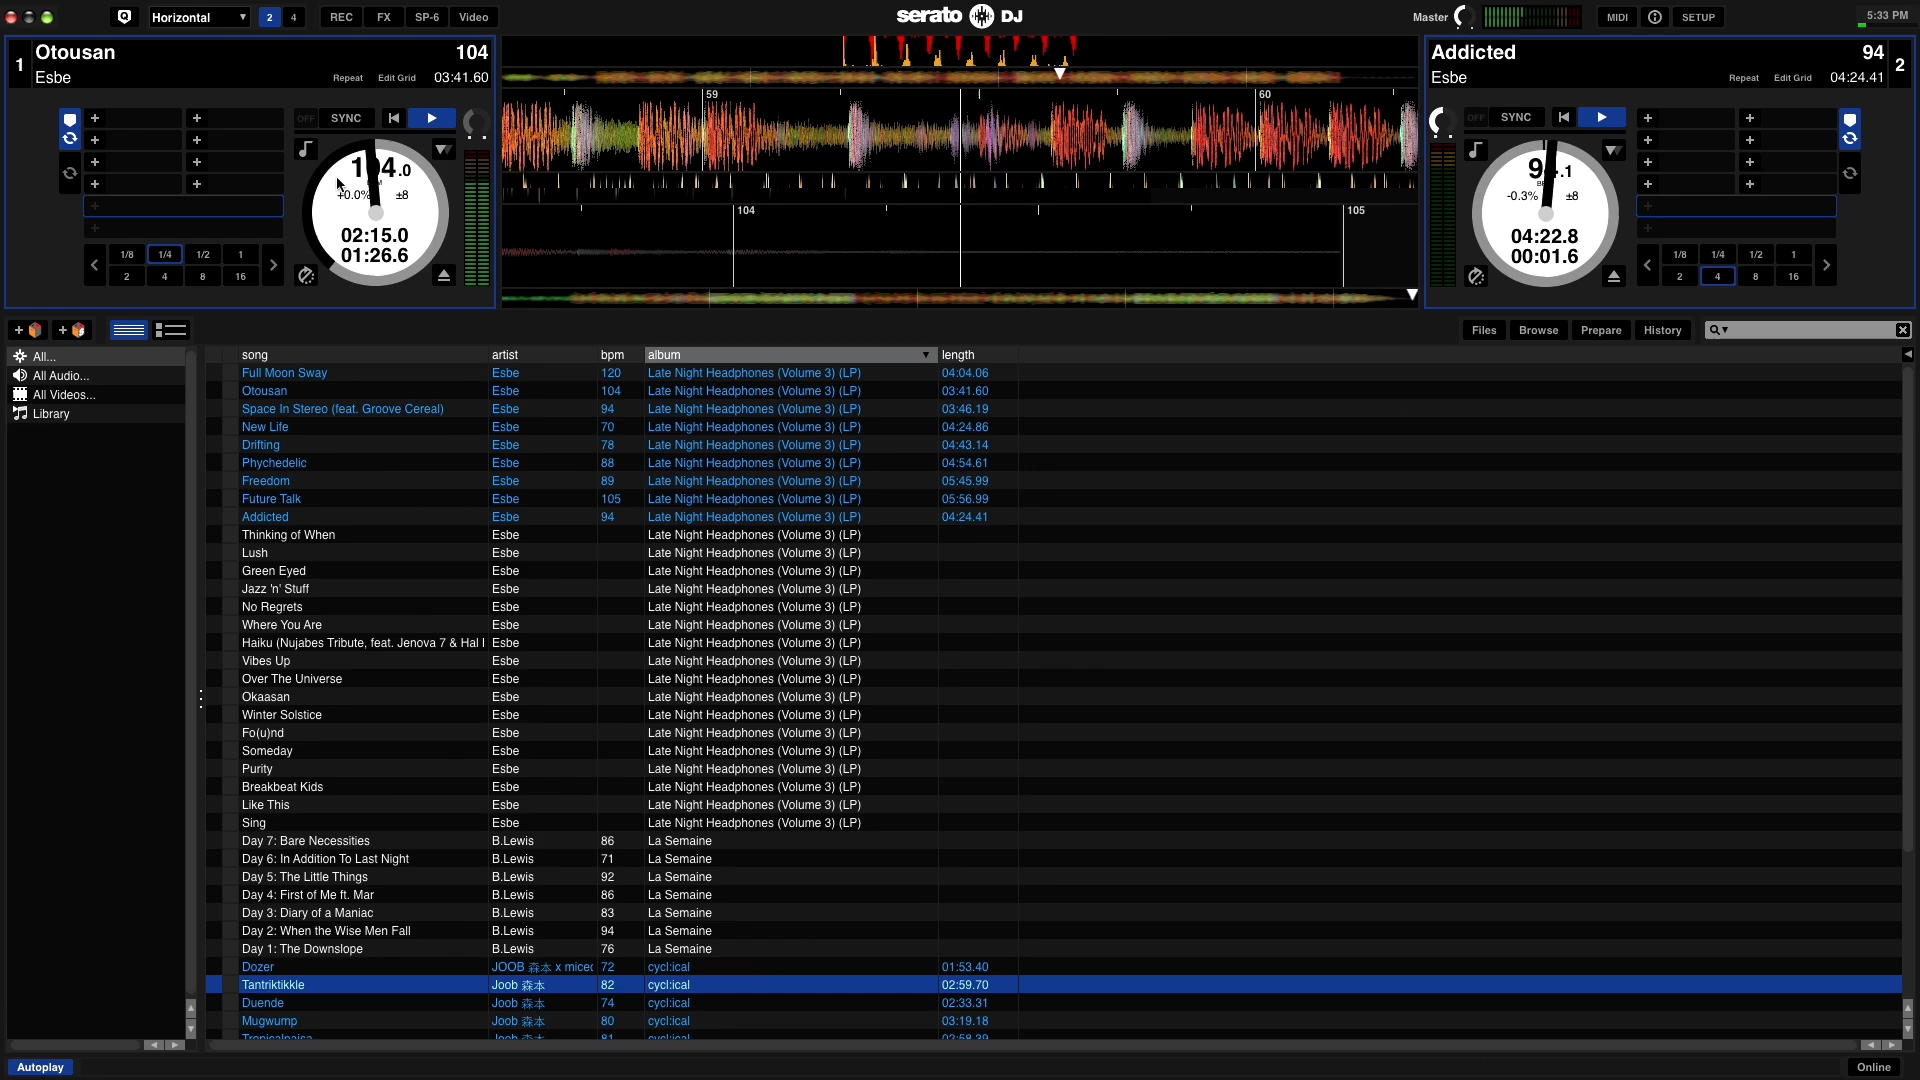 Horizontal ▼ 2 4 REC FX SP-6 Video
serato DJ
Master MIDI SETUP 5:33 PM
1 Otousan 104
Esbe Repeat Edit Grid 03:41.60
OFF SYNC
+0.0% ±8
02:15.0
01:26.6
1/8 1/4 1/2 1
2 4 8 16
59 60
104 105
Addicted 94 2
Esbe Repeat Edit Grid 04:24.41
OFF SYNC
-0.3% ±8
04:22.8
00:01.6
1/8 1/4 1/2 1
2 4 8 16
Files Browse Prepare History
All...
All Audio...
All Videos...
Library
song artist bpm album length
Full Moon Sway Esbe 120 Late Night Headphones (Volume 3) (LP) 04:04.06
Otousan Esbe 104 Late Night Headphones (Volume 3) (LP) 03:41.60
Space In Stereo (feat. Groove Cereal) Esbe 94 Late Night Headphones (Volume 3) (LP) 03:46.19
New Life Esbe 70 Late Night Headphones (Volume 3) (LP) 04:24.86
Drifting Esbe 78 Late Night Headphones (Volume 3) (LP) 04:43.14
Phychedelic Esbe 88 Late Night Headphones (Volume 3) (LP) 04:54.61
Freedom Esbe 89 Late Night Headphones (Volume 3) (LP) 05:45.99
Future Talk Esbe 105 Late Night Headphones (Volume 3) (LP) 05:56.99
Addicted Esbe 94 Late Night Headphones (Volume 3) (LP) 04:24.41
Thinking of When Esbe Late Night Headphones (Volume 3) (LP)
Lush Esbe Late Night Headphones (Volume 3) (LP)
Green Eyed Esbe Late Night Headphones (Volume 3) (LP)
Jazz 'n' Stuff Esbe Late Night Headphones (Volume 3) (LP)
No Regrets Esbe Late Night Headphones (Volume 3) (LP)
Where You Are Esbe Late Night Headphones (Volume 3) (LP)
Haiku (Nujabes Tribute, feat. Jenova 7 & Hal I Esbe Late Night Headphones (Volume 3) (LP)
Vibes Up Esbe Late Night Headphones (Volume 3) (LP)
Over The Universe Esbe Late Night Headphones (Volume 3) (LP)
Okaasan Esbe Late Night Headphones (Volume 3) (LP)
Winter Solstice Esbe Late Night Headphones (Volume 3) (LP)
Fo(u)nd Esbe Late Night Headphones (Volume 3) (LP)
Someday Esbe Late Night Headphones (Volume 3) (LP)
Purity Esbe Late Night Headphones (Volume 3) (LP)
Breakbeat Kids Esbe Late Night Headphones (Volume 3) (LP)
Like This Esbe Late Night Headphones (Volume 3) (LP)
Sing Esbe Late Night Headphones (Volume 3) (LP)
Day 7: Bare Necessities B.Lewis 86 La Semaine
Day 6: In Addition To Last Night B.Lewis 71 La Semaine
Day 5: The Little Things B.Lewis 92 La Semaine
Day 4: First of Me ft. Mar B.Lewis 86 La Semaine
Day 3: Diary of a Maniac B.Lewis 83 La Semaine
Day 2: When the Wise Men Fall B.Lewis 94 La Semaine
Day 1: The Downslope B.Lewis 76 La Semaine
Dozer JOOB 森本 x miced 72 cycl:ical 01:53.40
Tantriktikkle Joob 森本 82 cycl:ical 02:59.70
Duende Joob 森本 74 cycl:ical 02:33.31
Mugwump Joob 森本 80 cycl:ical 03:19.18
Autoplay Online